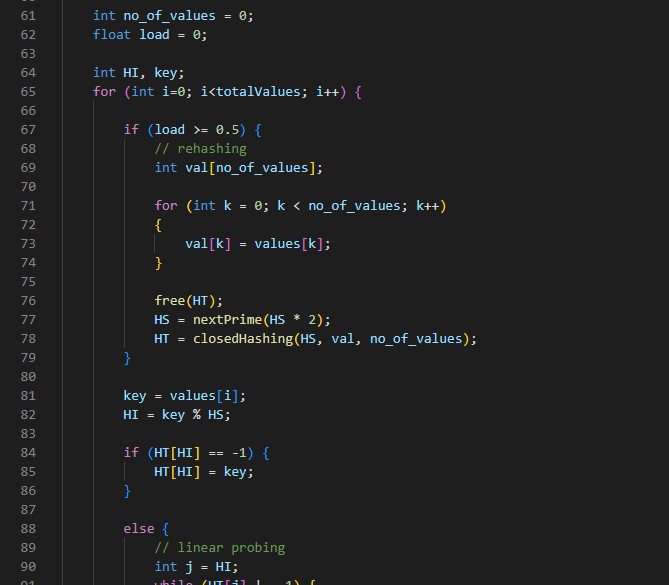 61 int no_of_values = 0;
62 float load = 0;
63
64 int HI, key;
65 for (int i=0; i<totalValues; i++) {
66
67 if (load >= 0.5) {
68 // rehashing
69 int val[no_of_values];
70
71 for (int k = 0; k < no_of_values; k++)
72 {
73 val[k] = values[k];
74 }
75
76 free(HT);
77 HS = nextPrime(HS * 2);
78 HT = closedHashing(HS, val, no_of_values);
79 }
80
81 key = values[i];
82 HI = key % HS;
83
84 if (HT[HI] == -1) {
85 HT[HI] = key;
86 }
87
88 else {
89 // linear probing
90 int j = HI;
91 while (HT[j] != -1) {